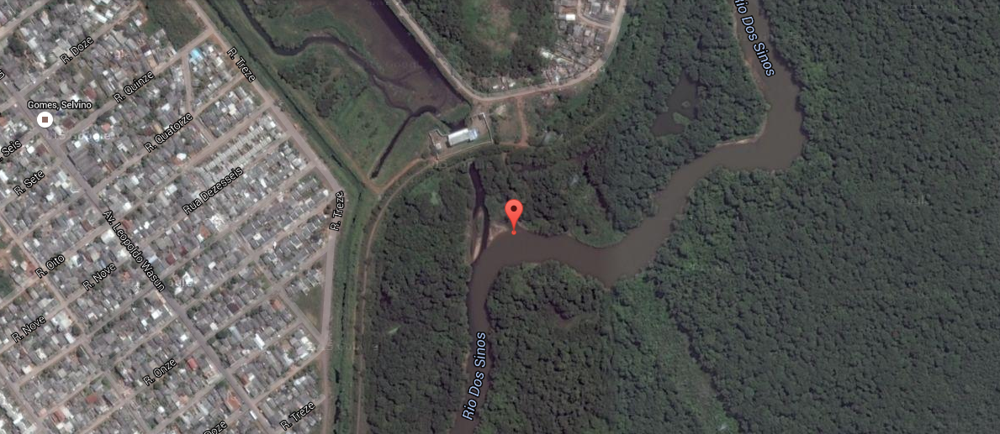 Rio Dos Sinos
R. Doze
R. Treze
R. Quinze
Gomes, Selvino
R. Quatorze
Seis
R. Sete
Rua Dezesseis
R. Treze
Av. Leopoldo Wasun
R. Oito
R. Nove
R. Nove
R. Onze
Rio Dos Sinos
R. Treze
Doze